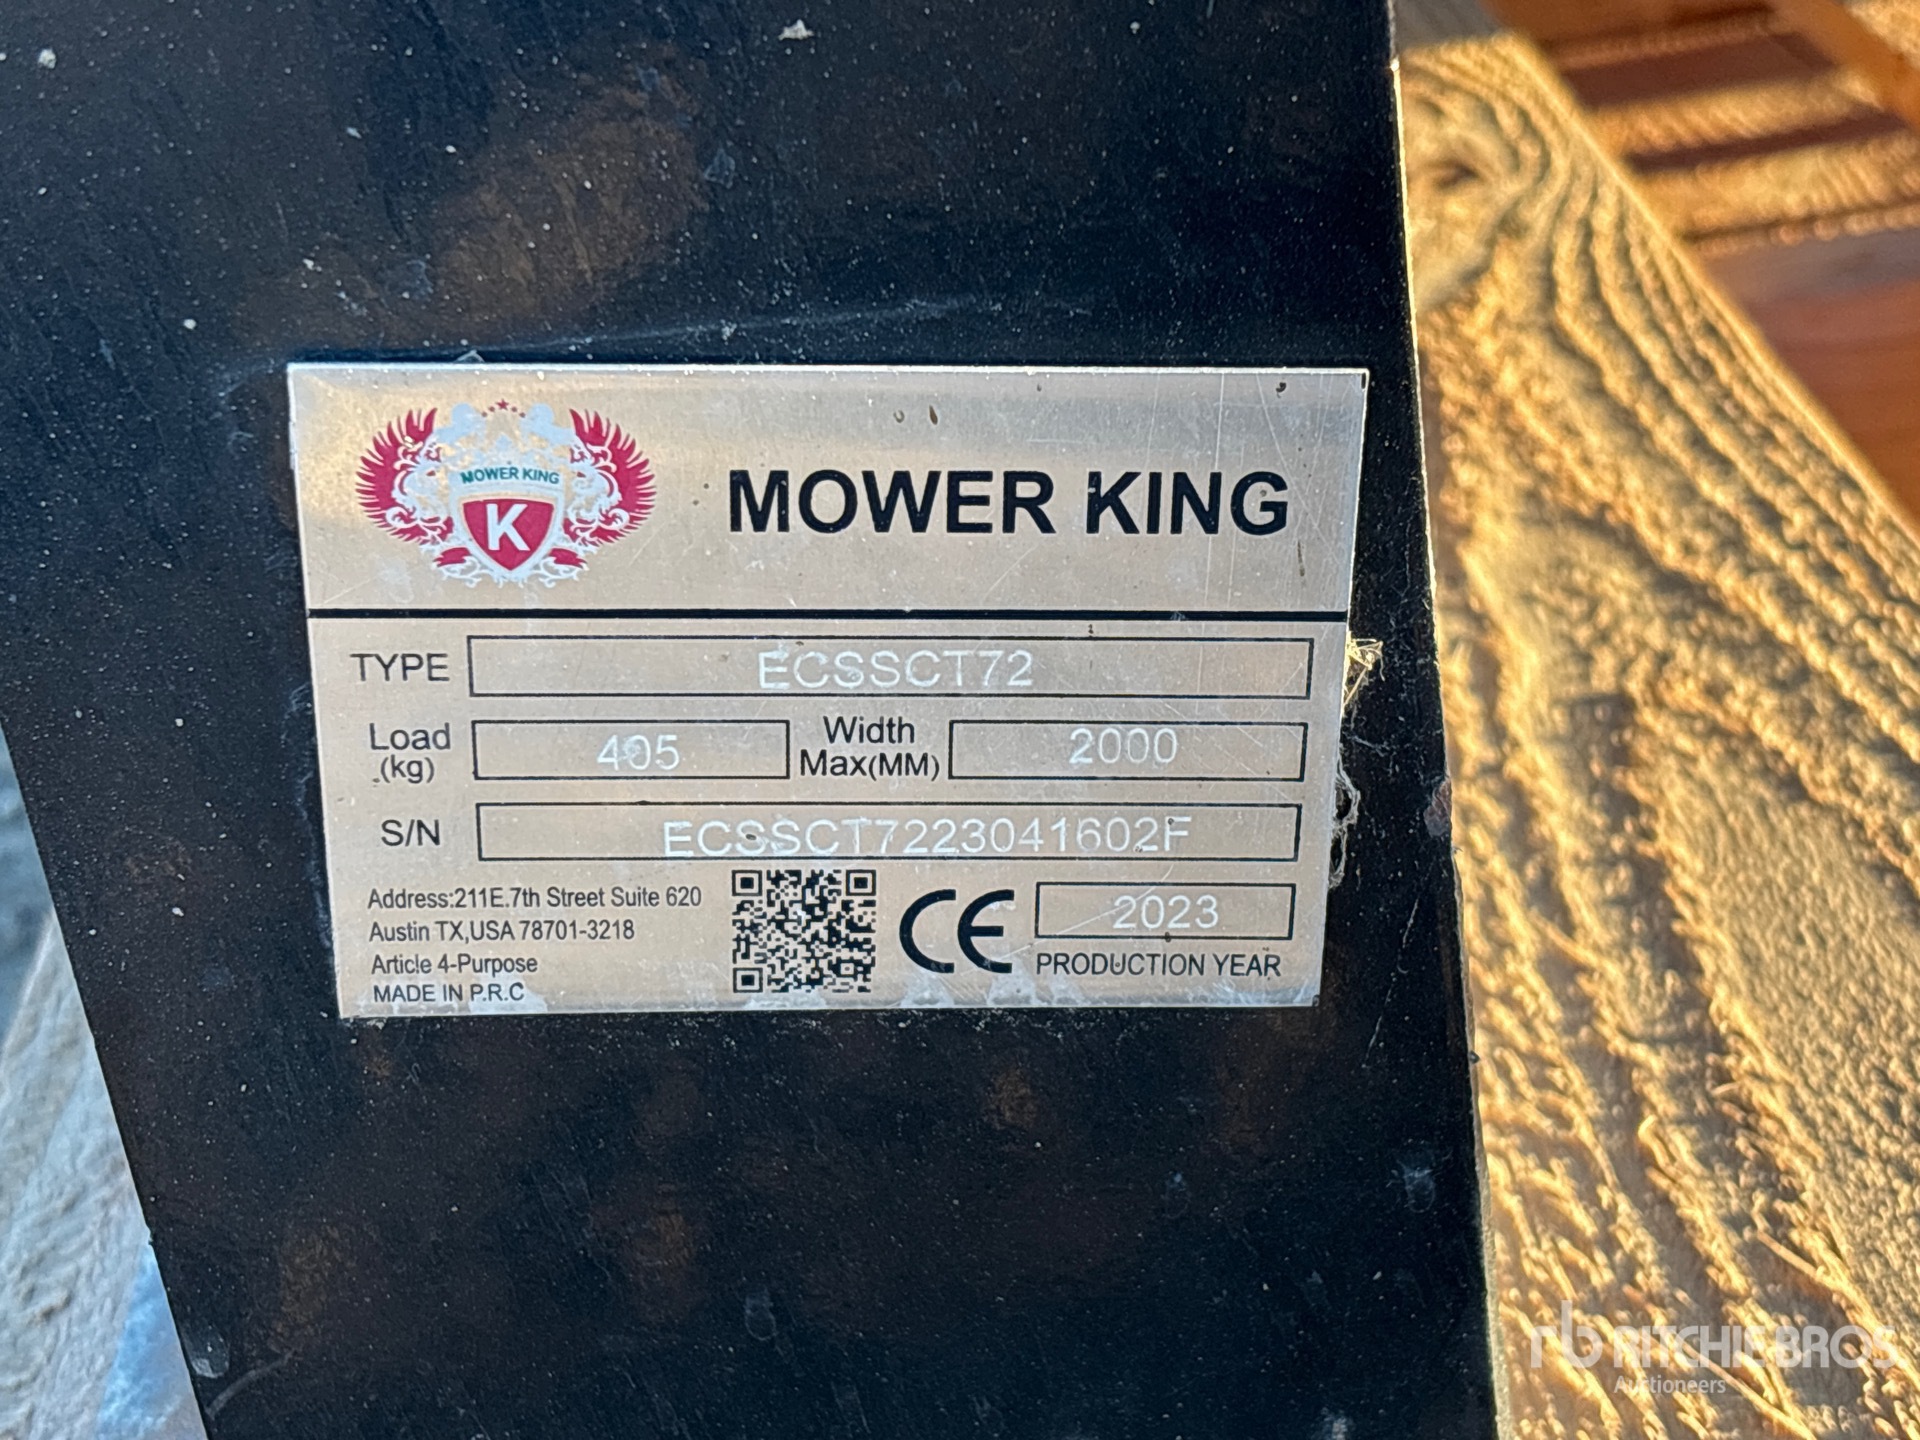 MOWER KING
K
MOWER KING
TYPE ECSSCT72
Load (kg) 405 Width Max(MM) 2000
S/N ECSSCT7223041602F
Address:211E.7th Street Suite 620
Austin TX,USA 78701-3218
Article 4-Purpose
MADE IN P.R.C
CE
2023
PRODUCTION YEAR
rb RITCHIE BROS
Auctioneers